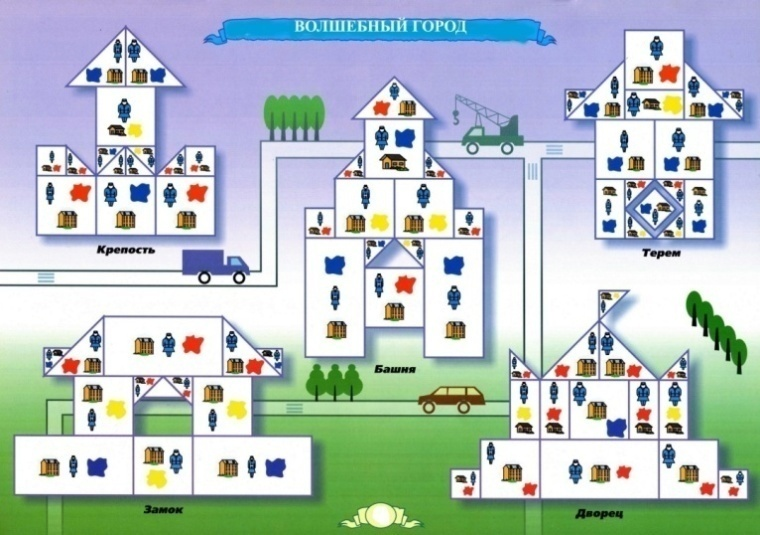 ВОЛШЕБНЫЙ ГОРОД
Крепость
Терем
Башня
Замок
Дворец